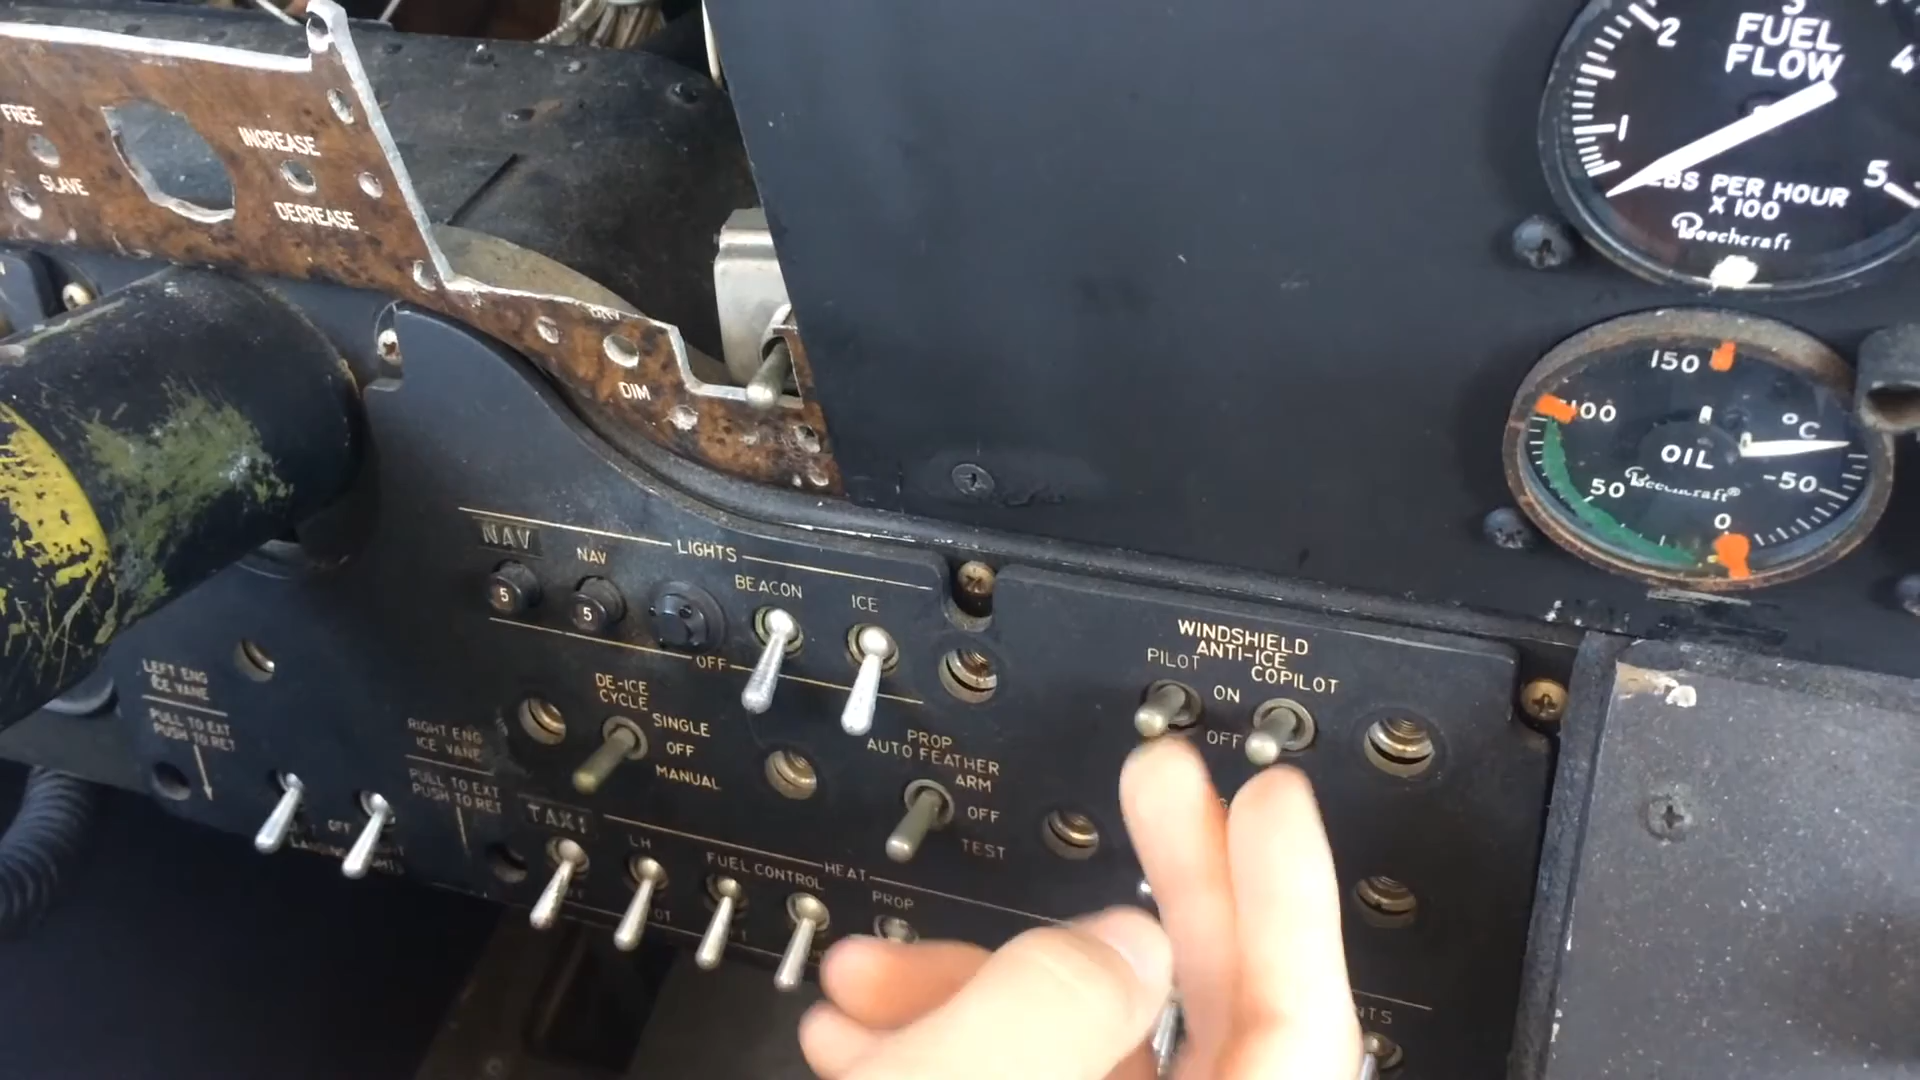 FREE
SLAVE
INCREASE
DECREASE
DIM
2
3
4
FUEL
FLOW
1
5
LBS PER HOUR
X 100
Beechcraft
150
100
°C
OIL
50
-50
Beechcraft®
0
NAV
NAV
LIGHTS
BEACON
ICE
5
5
OFF
WINDSHIELD
ANTI-ICE
PILOT
COPILOT
ON
OFF
LEFT ENG
ICE VANE
PULL TO EXT
PUSH TO RET
RIGHT ENG
ICE VANE
PULL TO EXT
PUSH TO RET
DE-ICE
CYCLE
SINGLE
OFF
MANUAL
PROP
AUTO FEATHER
ARM
OFF
TEST
OFF
TAXI
LH
FUEL CONTROL
HEAT
PROP